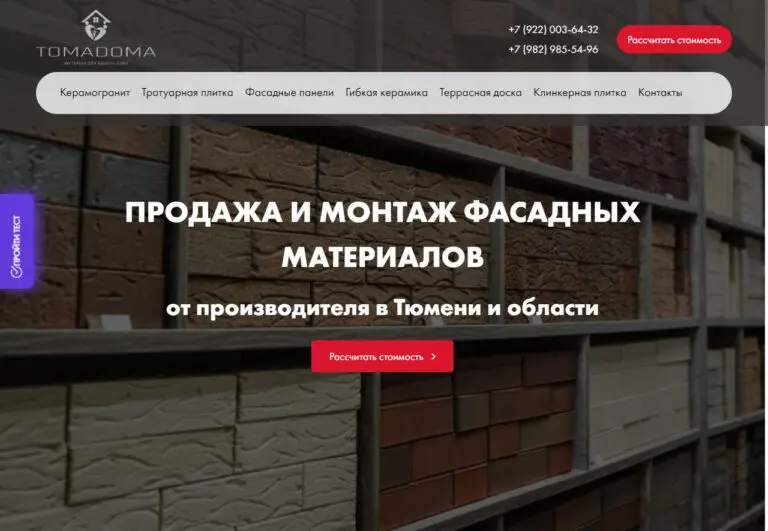 TOMADOMA
+7 (922) 003-64-32
+7 (982) 985-54-96
Рассчитать стоимость
Керамогранит Тротуарная плитка Фасадные панели Гибкая керамика Террасная доска Клинкерная плитка Контакты
ПРОЙТИ ТЕСТ
ПРОДАЖА И МОНТАЖ ФАСАДНЫХ
МАТЕРИАЛОВ
от производителя в Тюмени и области
Рассчитать стоимость